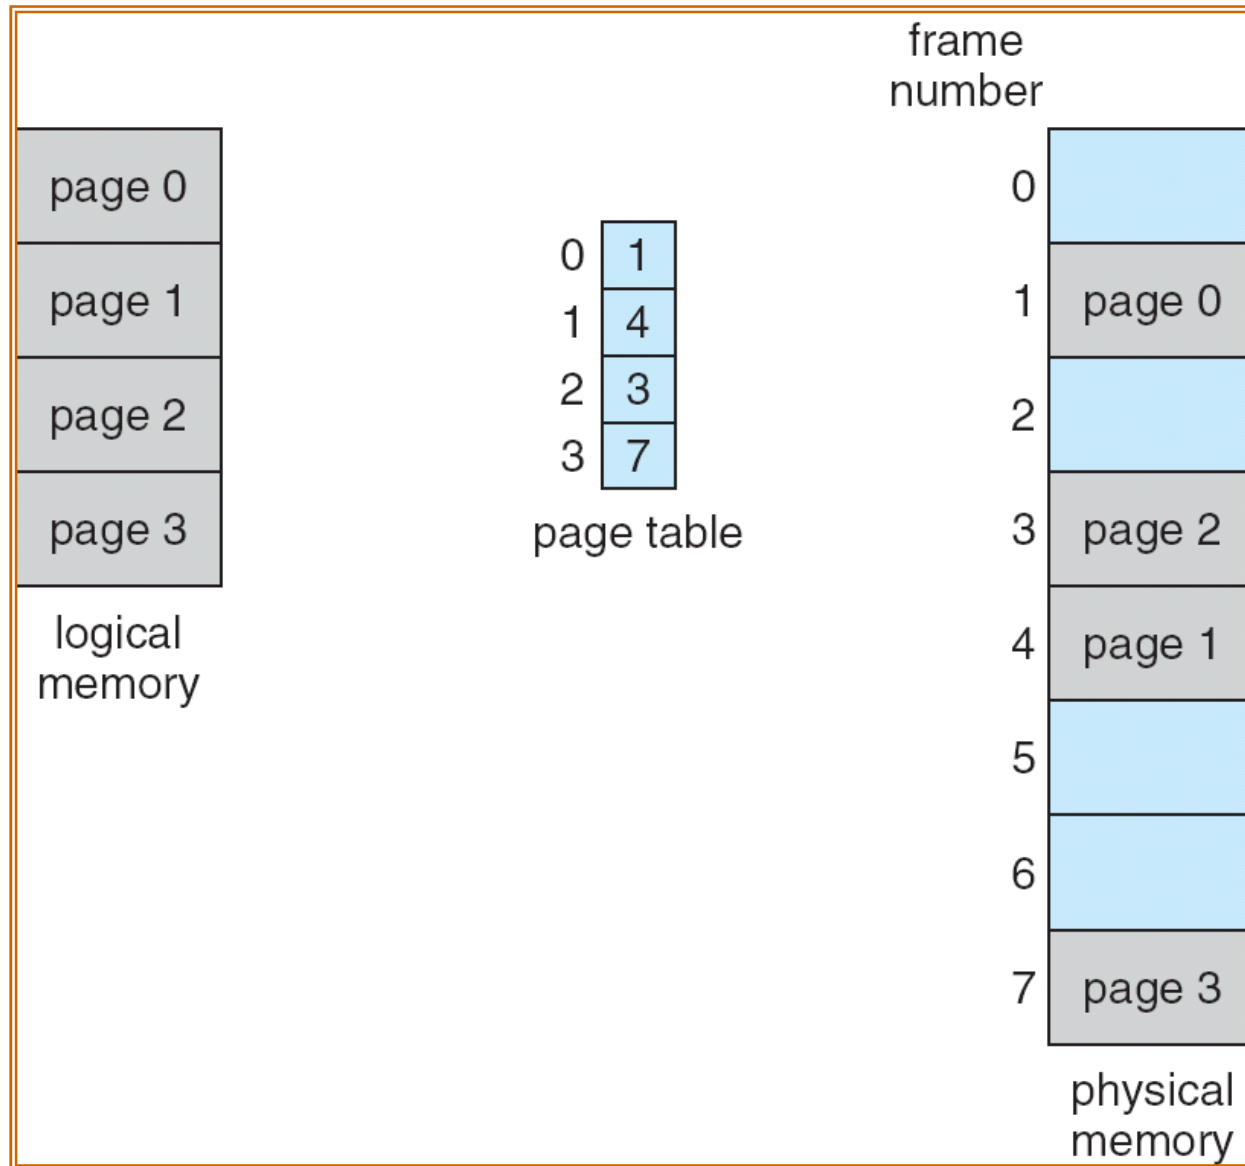 page 0
page 1
page 2
page 3
logical
memory
0 1
1 4
2 3
3 7
page table
frame
number
0
1 page 0
2
3 page 2
4 page 1
5
6
7 page 3
physical
memory